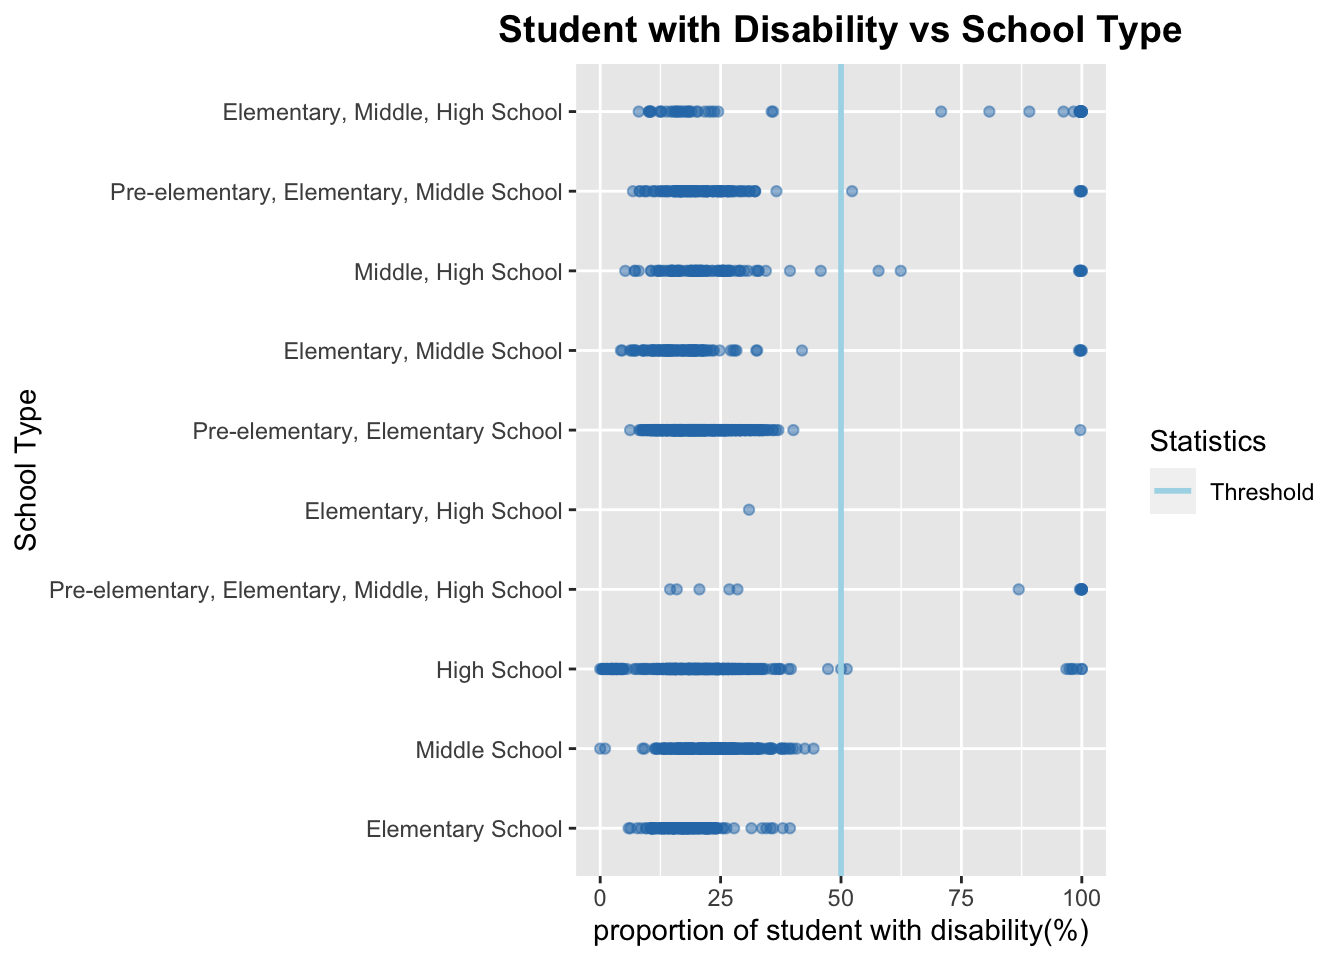 Student with Disability vs School Type
School Type
Elementary, Middle, High School
Pre-elementary, Elementary, Middle School
Middle, High School
Elementary, Middle School
Pre-elementary, Elementary School
Elementary, High School
Pre-elementary, Elementary, Middle, High School
High School
Middle School
Elementary School
0 25 50 75 100
proportion of student with disability(%)
Statistics
Threshold